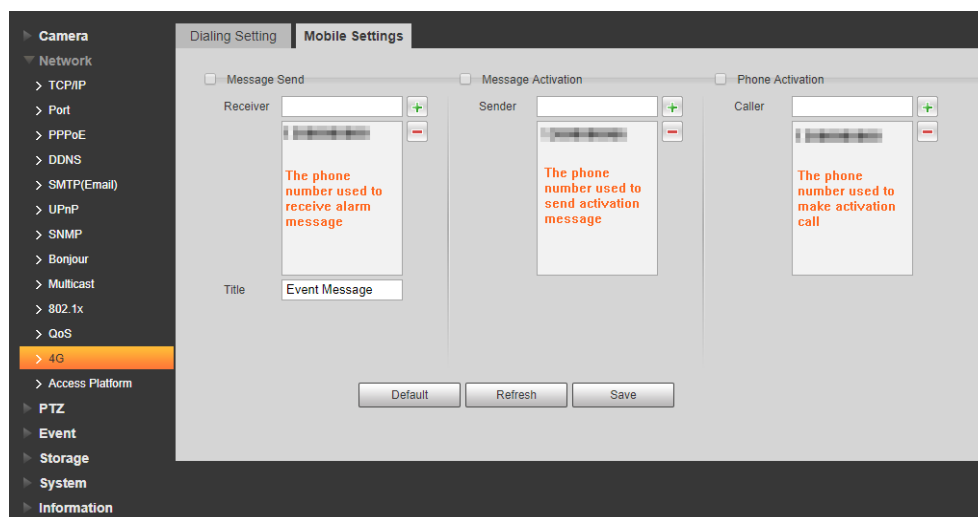 Camera
Network
TCP/IP
Port
PPPoE
DDNS
SMTP(Email)
UPnP
SNMP
Bonjour
Multicast
802.1x
QoS
4G
Access Platform
PTZ
Event
Storage
System
Information
Dialing Setting
Mobile Settings
Message Send
Receiver
The phone
number used to
receive alarm
message
Title
Event Message
Message Activation
Sender
The phone
number used to
send activation
message
Phone Activation
Caller
The phone
number used to
make activation
call
Default
Refresh
Save